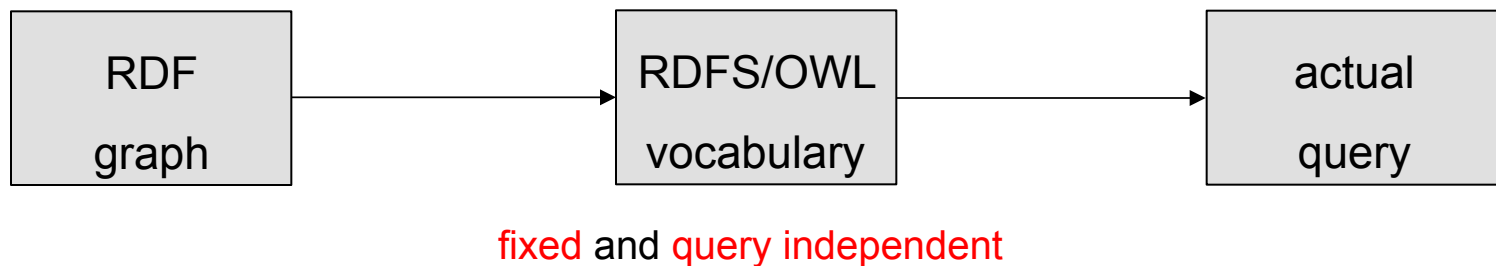 RDF
graph
RDFS/OWL
vocabulary
actual
query
fixed and query independent